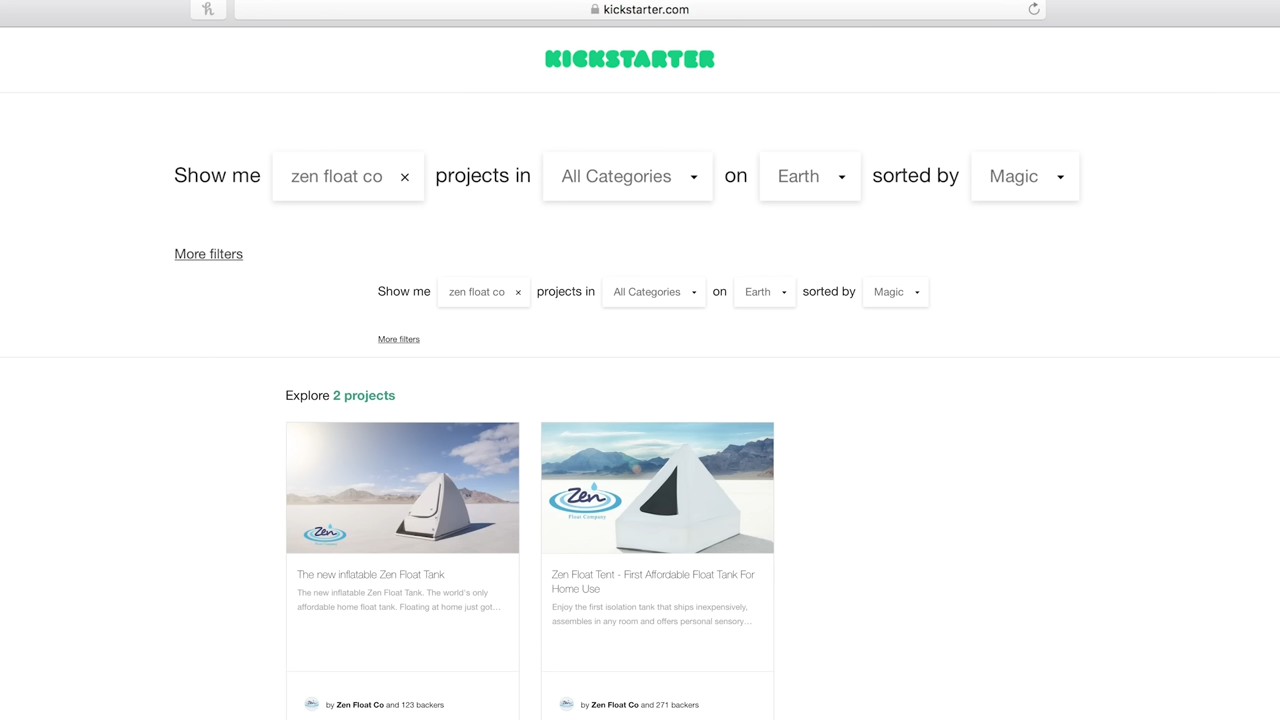 kickstarter.com
KICKSTARTER
Show me zen float co × projects in All Categories on Earth sorted by Magic
More filters
Show me zen float co × projects in All Categories on Earth sorted by Magic
More filters
Explore 2 projects
Zen
Float Company
The new inflatable Zen Float Tank
The new inflatable Zen Float Tank. The world's only
affordable home float tank. Floating at home just got...
by Zen Float Co and 123 backers
Zen
Float Company
Zen Float Tent - First Affordable Float Tank For
Home Use
Enjoy the first isolation tank that ships inexpensively,
assembles in any room and offers personal sensory...
by Zen Float Co and 271 backers